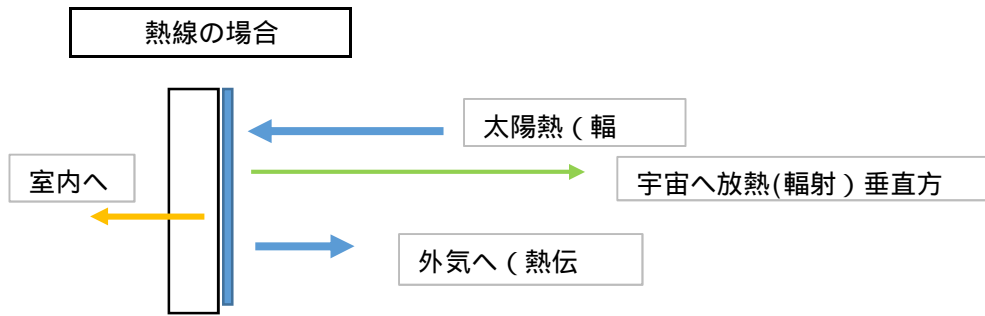 熱線の場合
太陽熱（輻
室内へ
宇宙へ放熱(輻射）垂直方
外気へ（熱伝